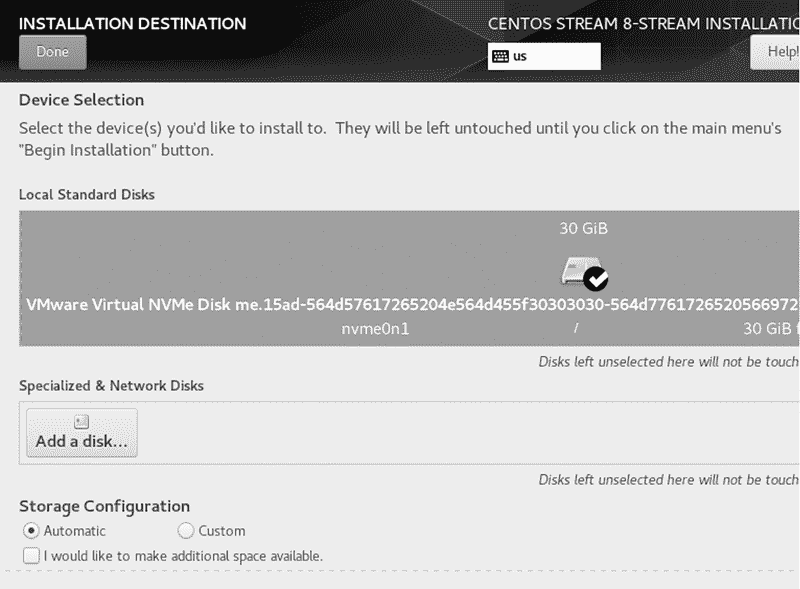 INSTALLATION DESTINATION
CENTOS STREAM 8-STREAM INSTALLATIO
Done
us
Help!
Device Selection
Select the device(s) you'd like to install to.  They will be left untouched until you click on the main menu's
"Begin Installation" button.
Local Standard Disks
30 GiB
VMware Virtual NVMe Disk me.15ad-564d57617265204e564d455f30303030-564d7761726520566972
nvme0n1
/
30 GiB f
Disks left unselected here will not be touch
Specialized & Network Disks
Add a disk...
Disks left unselected here will not be touch
Storage Configuration
Automatic
Custom
I would like to make additional space available.